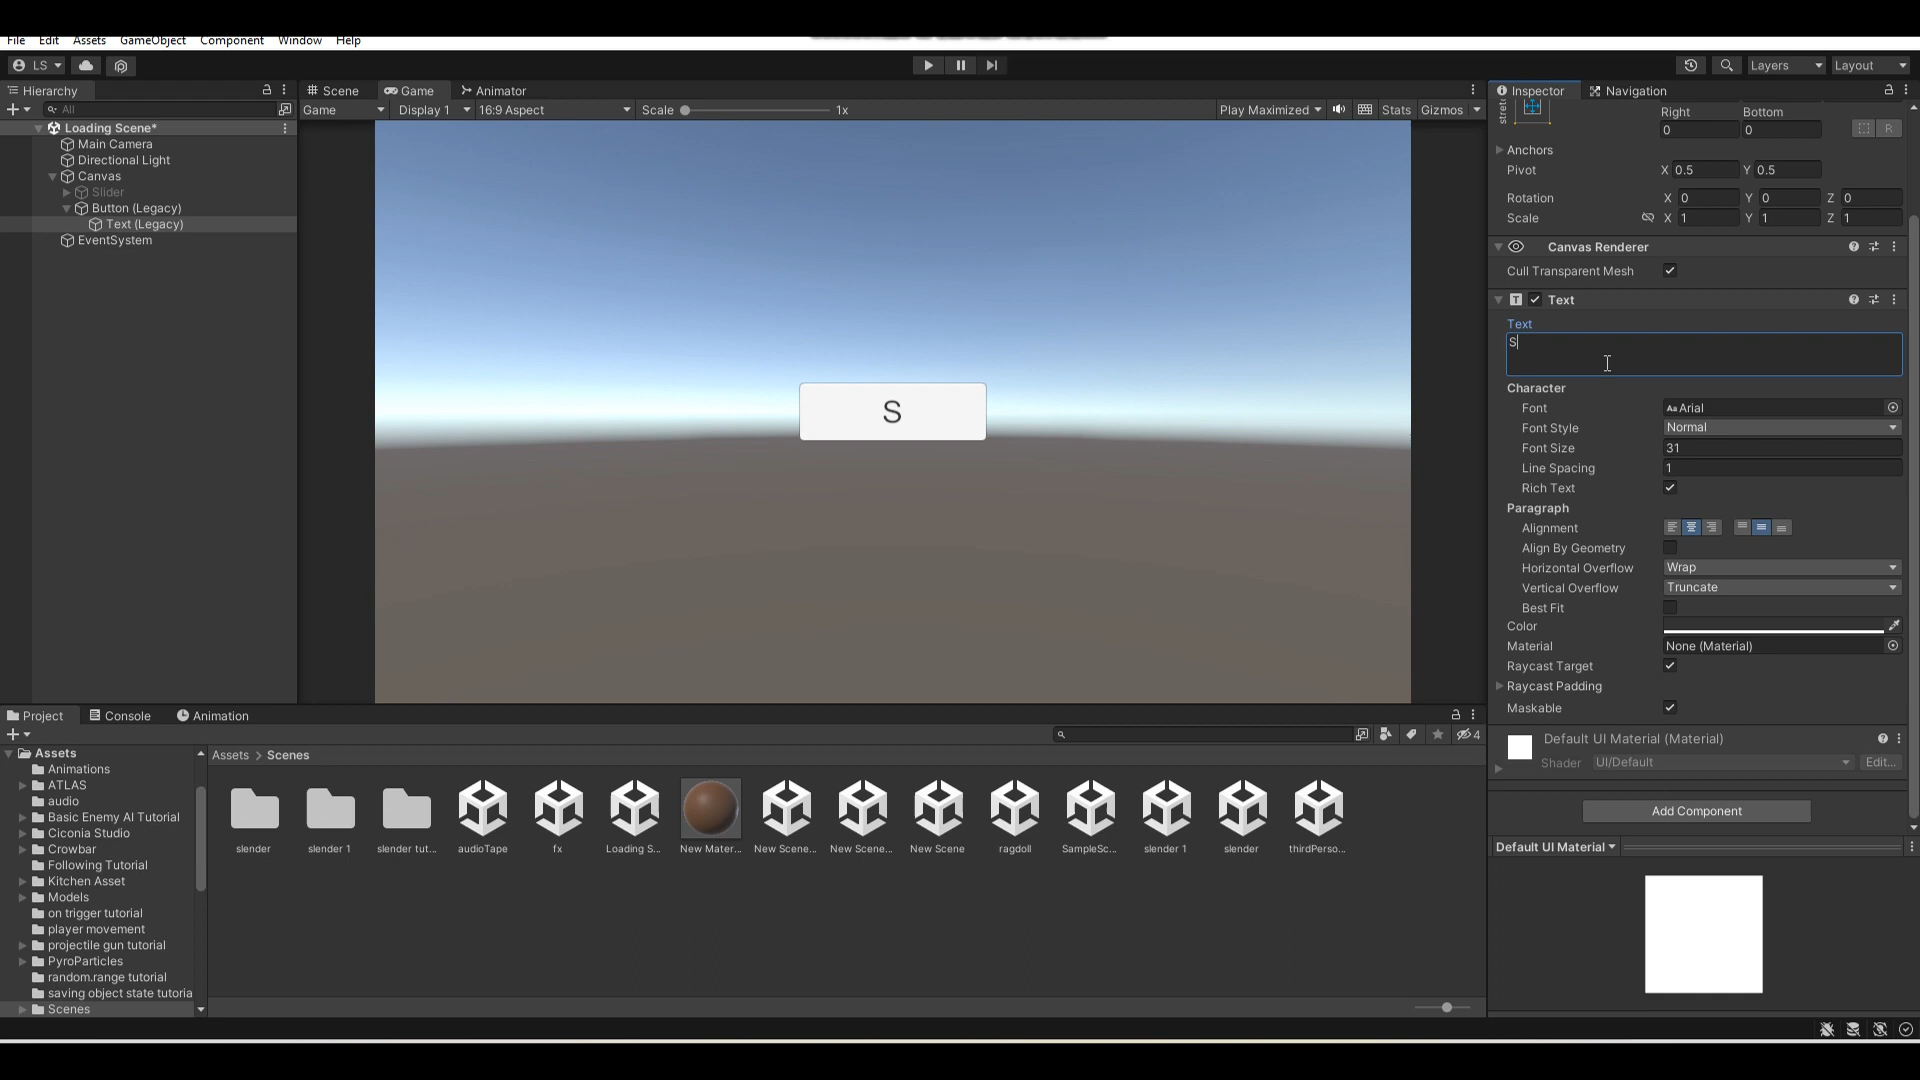 File Edit Assets GameObject Component Window Help
LS Layers Layout
Hierarchy
All
Loading Scene*
Main Camera
Directional Light
Canvas
Slider
Button (Legacy)
Text (Legacy)
EventSystem
Scene Game Animator
Game Display 1 16:9 Aspect Scale 1x Play Maximized Stats Gizmos
S
Inspector Navigation
Right Bottom
0 0
R
Anchors
Pivot X 0.5 Y 0.5
Rotation X 0 Y 0 Z 0
Scale X 1 Y 1 Z 1
Canvas Renderer
Cull Transparent Mesh
Text
Text
S
Character
Font Arial
Font Style Normal
Font Size 31
Line Spacing 1
Rich Text
Paragraph
Alignment
Align By Geometry
Horizontal Overflow Wrap
Vertical Overflow Truncate
Best Fit
Color
Material None (Material)
Raycast Target
Raycast Padding
Maskable
Default UI Material (Material)
Shader UI/Default Edit...
Add Component
Default UI Material
Project Console Animation
4
Assets
Animations
ATLAS
audio
Basic Enemy AI Tutorial
Ciconia Studio
Crowbar
Following Tutorial
Kitchen Asset
Models
on trigger tutorial
player movement
projectile gun tutorial
PyroParticles
random.range tutorial
saving object state tutoria
Scenes
Assets > Scenes
slender slender 1 slender tut... audioTape fx Loading S... New Mater... New Scene... New Scene... New Scene ragdoll SampleSc... slender 1 slender thirdPerso...